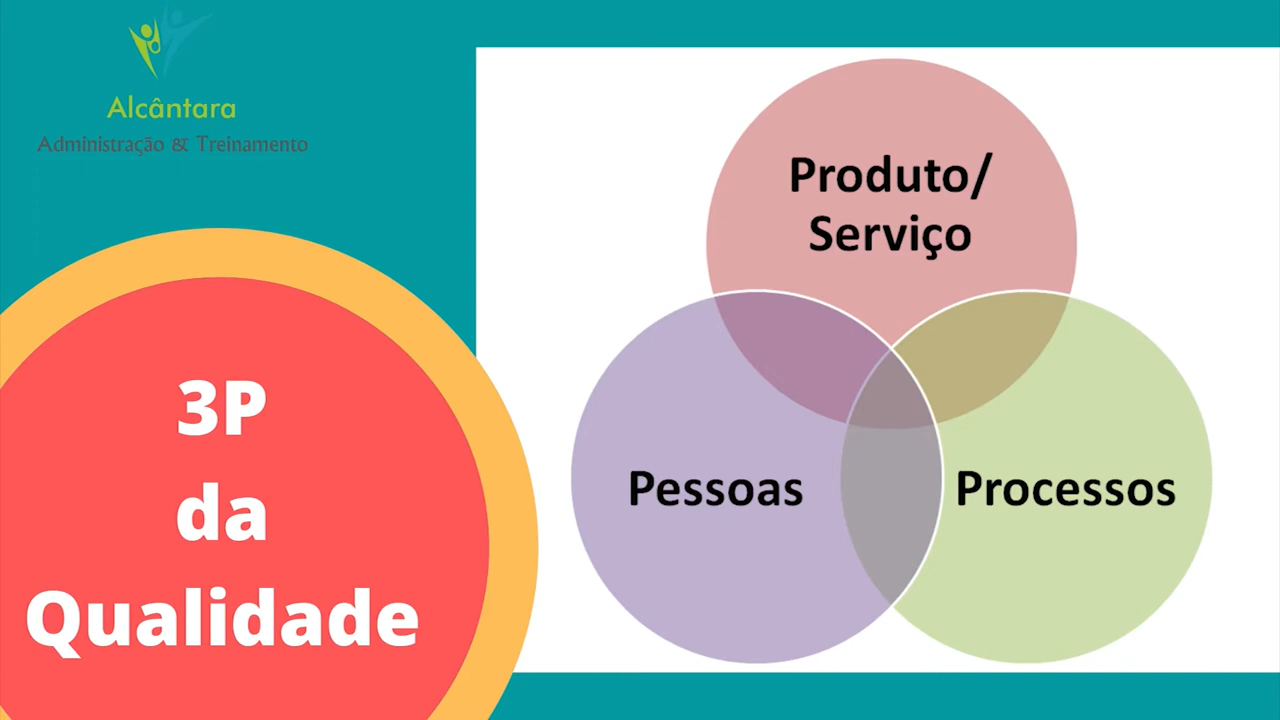 Alcântara
Administração & Treinamento
3P
da
Qualidade
Produto/
Serviço
Pessoas
Processos